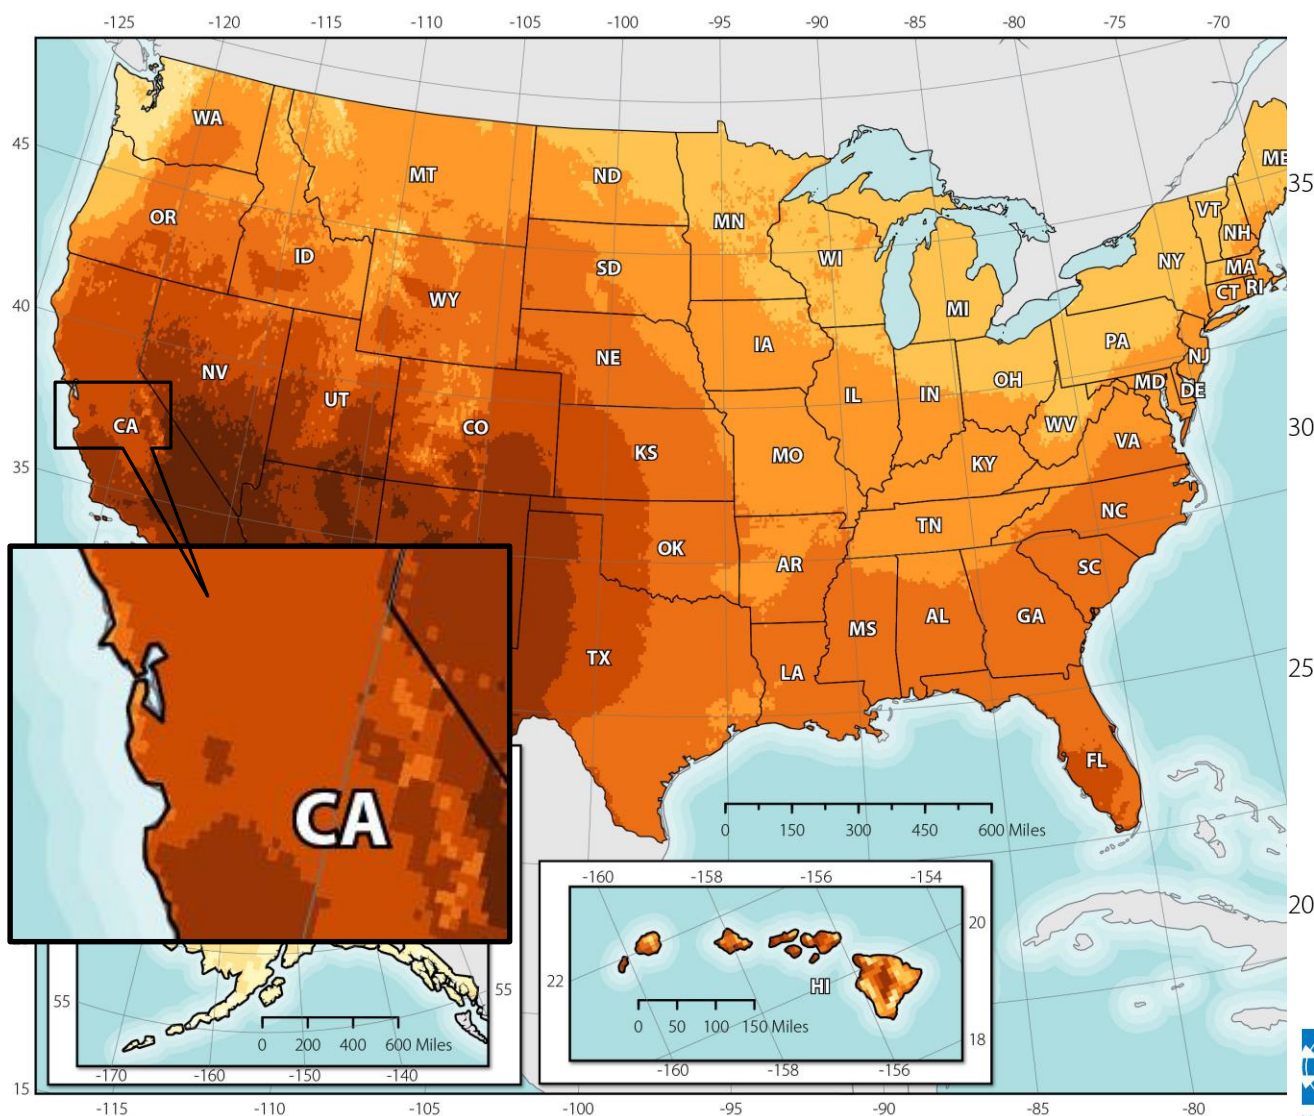 -125 -120 -115 -110 -105 -100 -95 -90 -85 -80 -75 -70
WA
MT
ND
ME
45
35
MN
VT
OR
NH
ID
SD
WI
NY
MA
WY
CT RI
MI
40
IA
PA
NE
NJ
NV
OH
MD
UT
IL
IN
DE
CO
WV
CA
30
KS
MO
VA
KY
35
NC
TN
OK
AR
SC
MS
AL
GA
TX
LA
25
FL
CA
0 150 300 450 600 Miles
-160 -158 -156 -154
20
20
22
HI
55
55
0 50 100 150 Miles
0 200 400 600 Miles
18
-160 -158 -156
-170 -160 -150 -140
15
-115 -110 -105 -100 -95 -90 -85 -80